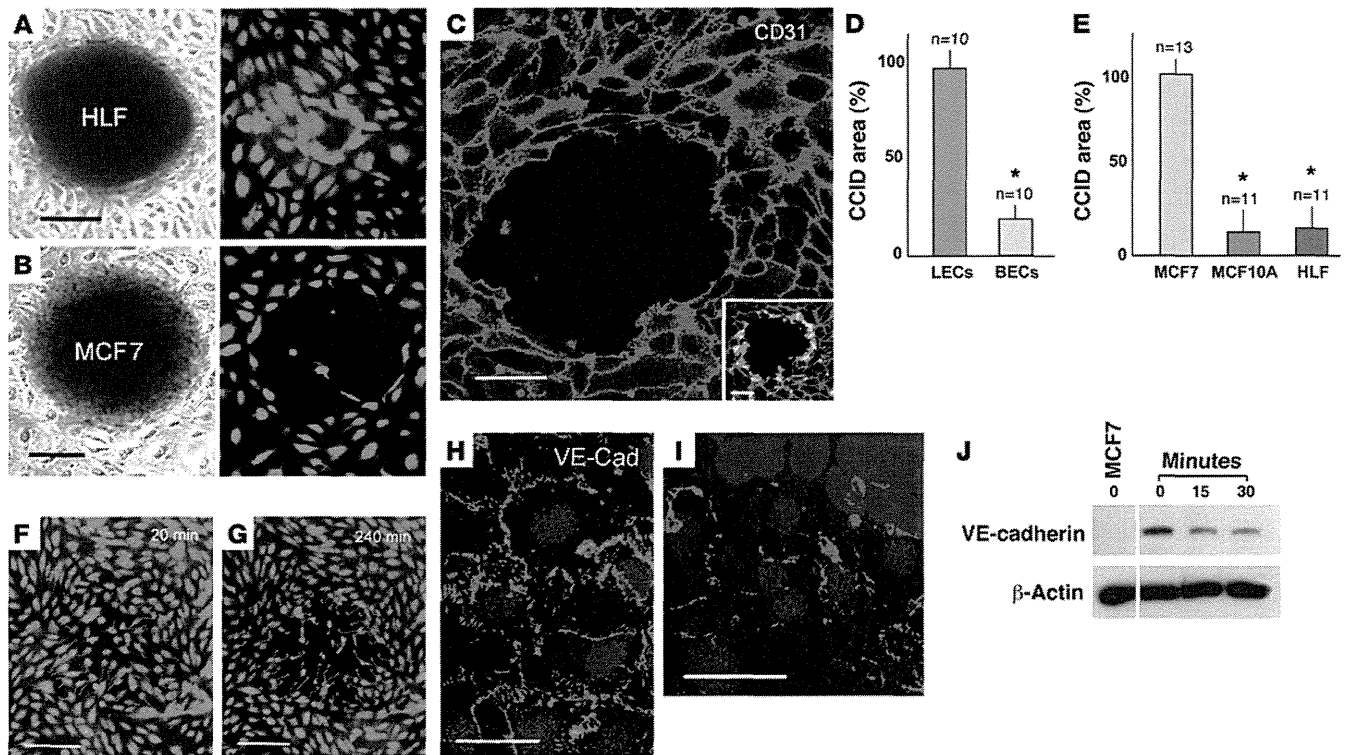 A
HLF
B
MCF7
C
CD31
D
CCID area (%)
100
50
0
n=10
*
n=10
LECs
BECs
E
CCID area (%)
100
50
0
n=13
*
n=11
*
n=11
MCF7
MCF10A
HLF
F
20 min
G
240 min
H
VE-Cad
I
J
MCF7
Minutes
0
0
15
30
VE-cadherin
β-Actin